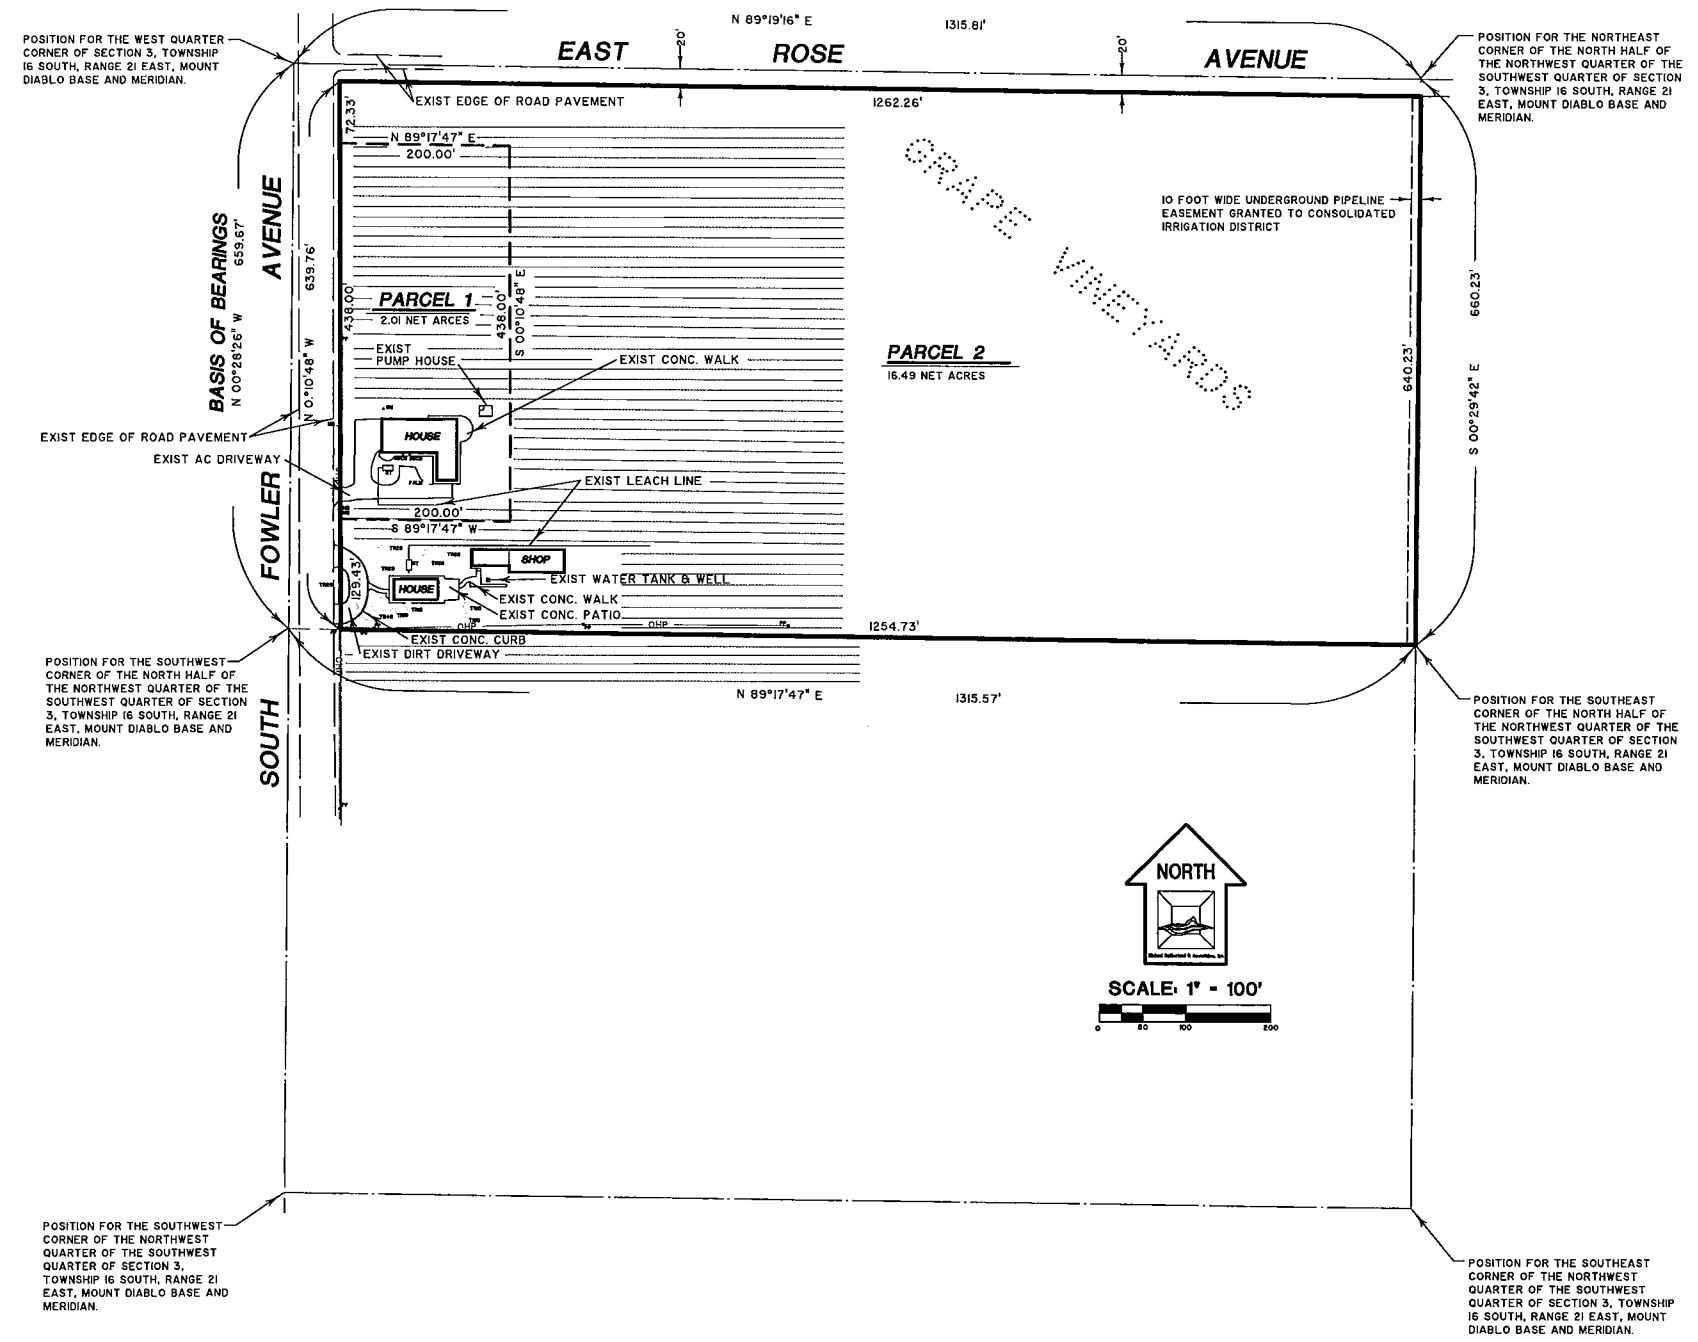 N 89°19'16" E
1315.81'
POSITION FOR THE WEST QUARTER
CORNER OF SECTION 3, TOWNSHIP
16 SOUTH, RANGE 21 EAST, MOUNT
DIABLO BASE AND MERIDIAN.
EAST ROSE AVENUE
20'
20'
POSITION FOR THE NORTHEAST
CORNER OF THE NORTH HALF OF
THE NORTHWEST QUARTER OF THE
SOUTHWEST QUARTER OF SECTION
3, TOWNSHIP 16 SOUTH, RANGE 21
EAST, MOUNT DIABLO BASE AND
MERIDIAN.
EXIST EDGE OF ROAD PAVEMENT
1262.26'
72.33'
N 89°17'47" E
200.00'
GRAPE VINEYARDS
10 FOOT WIDE UNDERGROUND PIPELINE
EASEMENT GRANTED TO CONSOLIDATED
IRRIGATION DISTRICT
BASIS OF BEARINGS
N 00°28'26" W 659.67'
SOUTH FOWLER AVENUE
639.76'
N 0.°10'48" W
438.00'
PARCEL 1
2.01 NET ARCES
438.00'
S 00°10'48" E
EXIST
PUMP HOUSE
EXIST CONC. WALK
PARCEL 2
16.49 NET ACRES
640.23'
660.23'
S 00°29'42" E
HOUSE
EXIST EDGE OF ROAD PAVEMENT
EXIST AC DRIVEWAY
EXIST LEACH LINE
200.00'
S 89°17'47" W
129.43'
SHOP
HOUSE
EXIST WATER TANK & WELL
EXIST CONC. WALK
EXIST CONC. PATIO
OHP
OHP
1254.73'
EXIST CONC. CURB
EXIST DIRT DRIVEWAY
POSITION FOR THE SOUTHWEST
CORNER OF THE NORTH HALF OF
THE NORTHWEST QUARTER OF THE
SOUTHWEST QUARTER OF SECTION
3, TOWNSHIP 16 SOUTH, RANGE 21
EAST, MOUNT DIABLO BASE AND
MERIDIAN.
N 89°17'47" E
1315.57'
POSITION FOR THE SOUTHEAST
CORNER OF THE NORTH HALF OF
THE NORTHWEST QUARTER OF THE
SOUTHWEST QUARTER OF SECTION
3, TOWNSHIP 16 SOUTH, RANGE 21
EAST, MOUNT DIABLO BASE AND
MERIDIAN.
NORTH
SCALE: 1" = 100'
0 50 100 200
POSITION FOR THE SOUTHWEST
CORNER OF THE NORTHWEST
QUARTER OF THE SOUTHWEST
QUARTER OF SECTION 3,
TOWNSHIP 16 SOUTH, RANGE 21
EAST, MOUNT DIABLO BASE AND
MERIDIAN.
POSITION FOR THE SOUTHEAST
CORNER OF THE NORTHWEST
QUARTER OF THE SOUTHWEST
QUARTER OF SECTION 3, TOWNSHIP
16 SOUTH, RANGE 21 EAST, MOUNT
DIABLO BASE AND MERIDIAN.